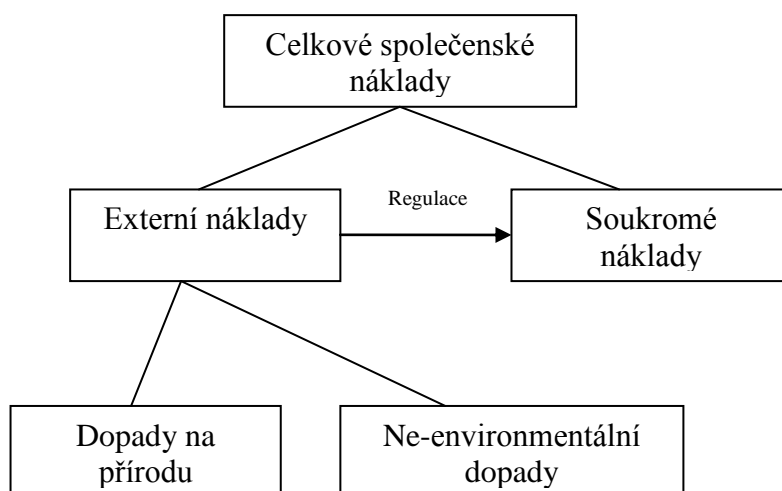 Celkové společenské
náklady
Externí náklady
Regulace
Soukromé
náklady
Dopady na
přírodu
Ne-environmentální
dopady